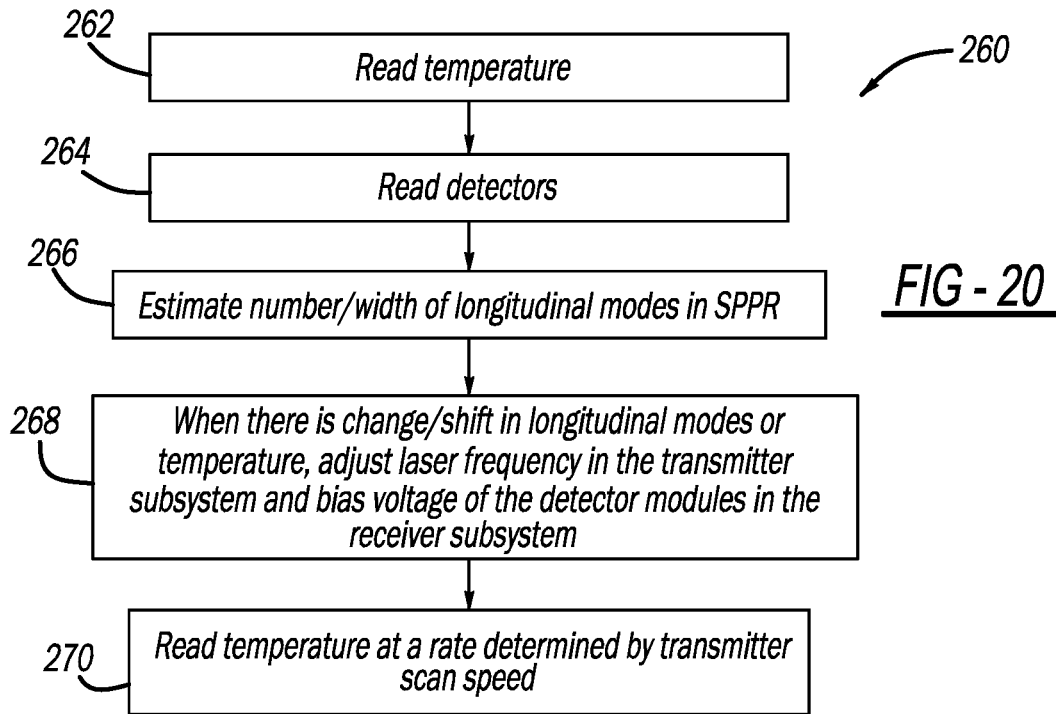 262
Read temperature
260
264
Read detectors
266
Estimate number/width of longitudinal modes in SPPR
FIG - 20
268
When there is change/shift in longitudinal modes or
temperature, adjust laser frequency in the transmitter
subsystem and bias voltage of the detector modules in the
receiver subsystem
270
Read temperature at a rate determined by transmitter
scan speed